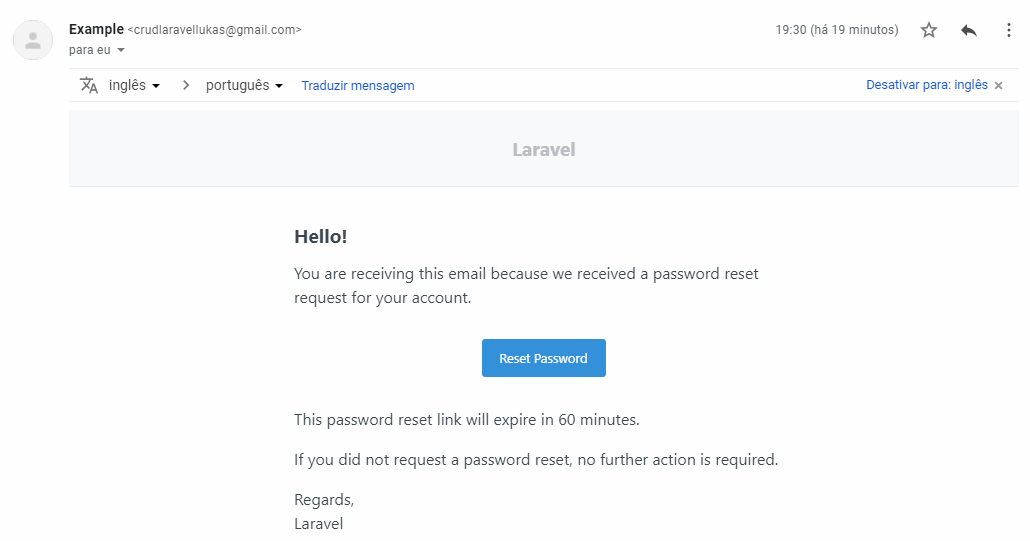 Example <crudlaravellukas@gmail.com>
19:30 (há 19 minutos)
para eu
inglês
português
Traduzir mensagem
Desativar para: inglês
Laravel
Hello!
You are receiving this email because we received a password reset
request for your account.
Reset Password
This password reset link will expire in 60 minutes.
If you did not request a password reset, no further action is required.
Regards,
Laravel